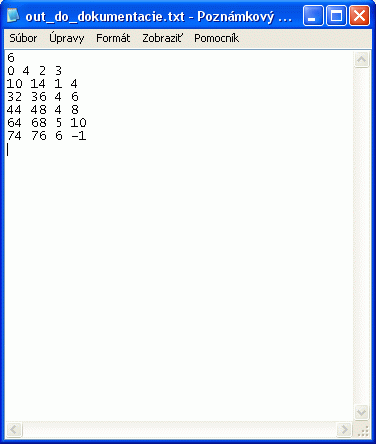 out_do_dokumentacie.txt - Poznámkový ...
Súbor Úpravy Formát Zobraziť Pomocník
6
0 4 2 3
10 14 1 4
32 36 4 6
44 48 4 8
64 68 5 10
74 76 6 -1